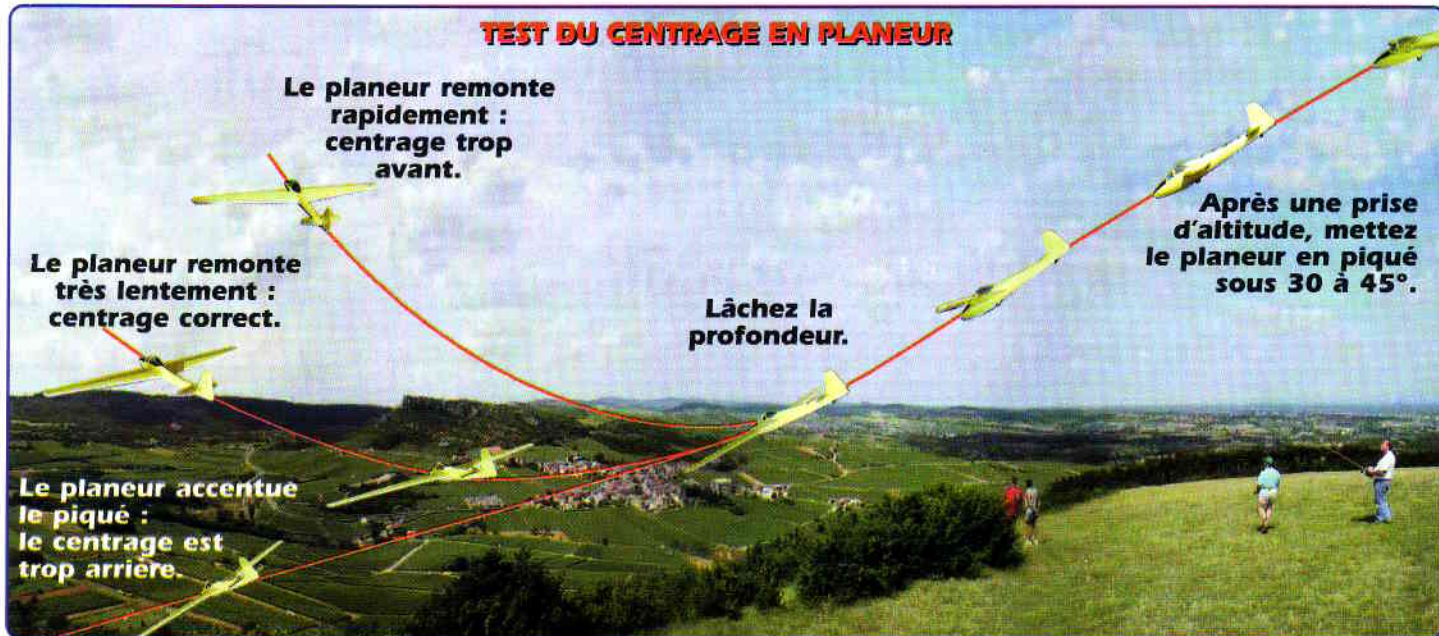 TEST DU CENTRAGE EN PLANEUR
Le planeur remonte
rapidement :
centrage trop
avant.
Après une prise
d'altitude, mettez
le planeur en piqué
sous 30 à 45°.
Le planeur remonte
très lentement :
centrage correct.
Lâchez la
profondeur.
Le planeur accentue
le piqué :
le centrage est
trop arrière.